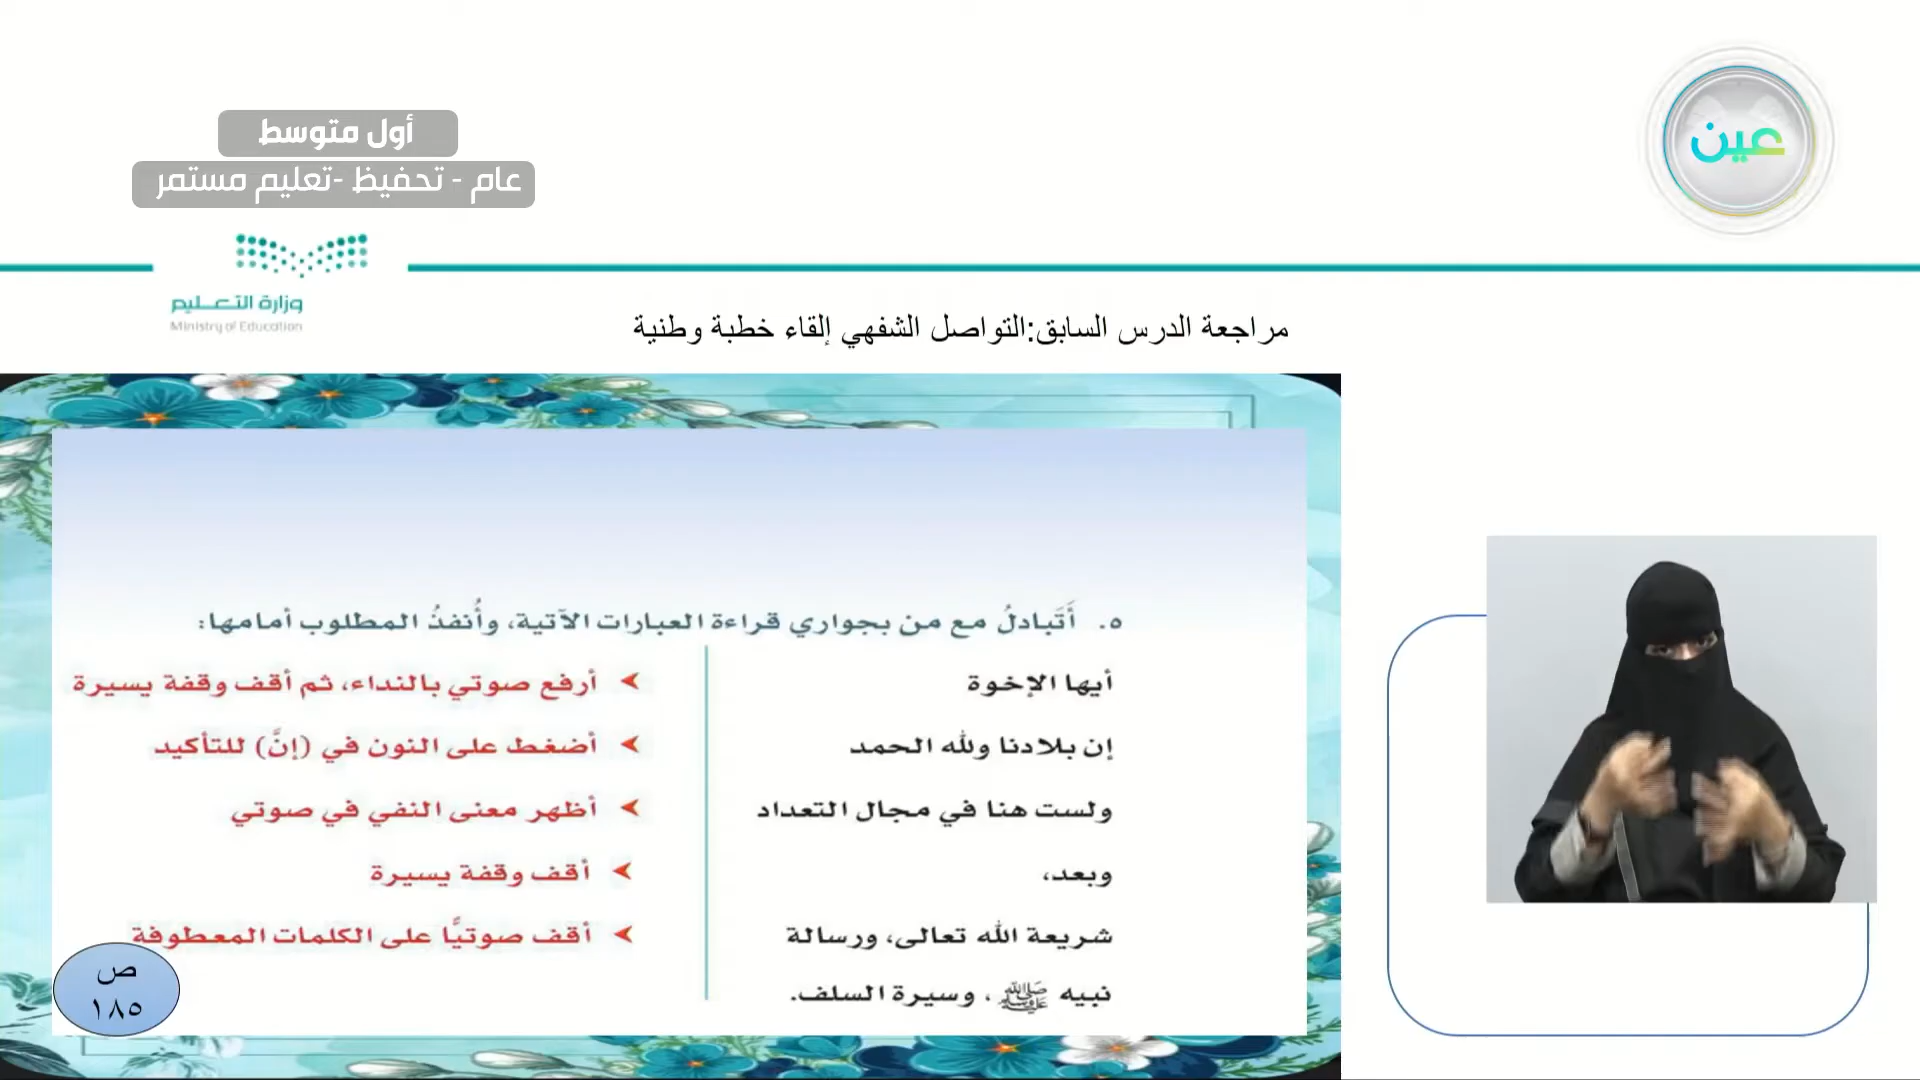 أول متوسط
عام - تحفيظ -تعليم مستمر
عين
وزارة التعليم
Ministry of Education
مراجعة الدرس السابق:التواصل الشفهي إلقاء خطبة وطنية
٥. أَتَبادلُ مع من بجواري قراءة العبارات الآتية، وأُنفذُ المطلوب أمامها:
أيها الإخوة
أرفع صوتي بالنداء، ثم أقف وقفة يسيرة
إن بلادنا ولله الحمد
أضغط على النون في (إنَّ) للتأكيد
ولست هنا في مجال التعداد
أظهر معنى النفي في صوتي
وبعد،
أقف وقفة يسيرة
شريعة الله تعالى، ورسالة
نبيه ﷺ، وسيرة السلف.
أقف صوتيًّا على الكلمات المعطوفة
ص
١٨٥